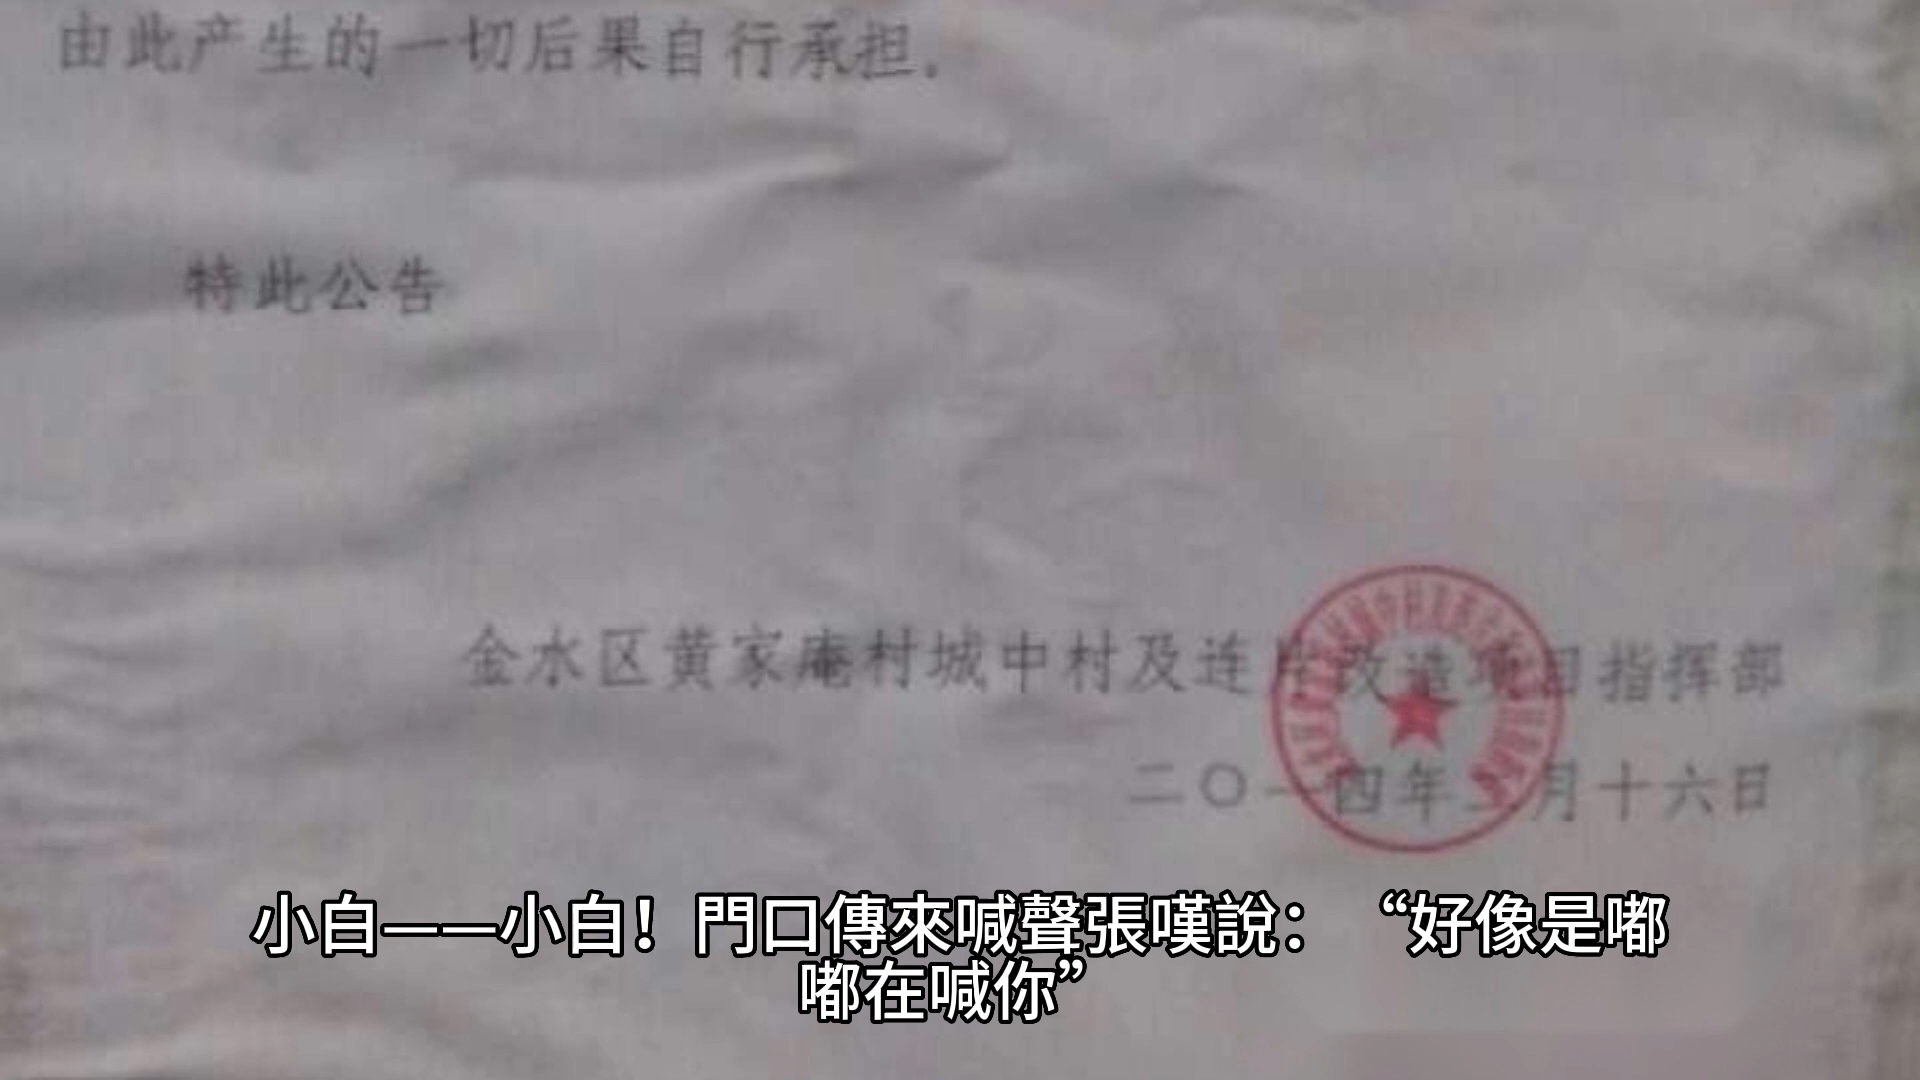 由此产生的一切后果自行承担.
特此公告
金水区黄家庵村城中村及连片改造项目指挥部
二〇一四年 月十六日
小白——小白！門口傳來喊聲張嘆說：“好像是嘟
嘟在喊你”